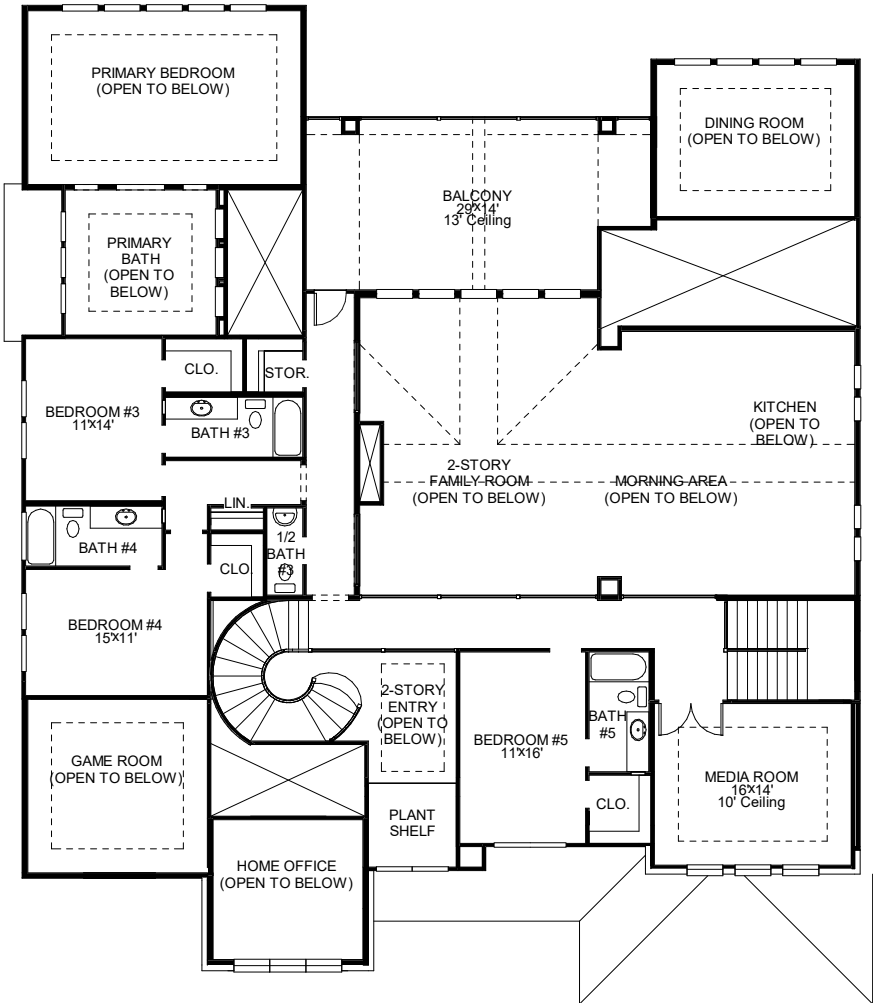 PRIMARY BEDROOM
(OPEN TO BELOW)
DINING ROOM
(OPEN TO BELOW)
BALCONY
29'X14'
13' Ceiling
PRIMARY
BATH
(OPEN TO
BELOW)
CLO.
STOR.
BEDROOM #3
11'X14'
BATH #3
KITCHEN
(OPEN TO
BELOW)
2-STORY
FAMILY ROOM
(OPEN TO BELOW)
MORNING AREA
(OPEN TO BELOW)
LIN.
1/2
BATH
#3
BATH #4
CLO.
BEDROOM #4
15'X11'
2-STORY
ENTRY
(OPEN TO
BELOW)
BATH
#5
BEDROOM #5
11'X16'
GAME ROOM
(OPEN TO BELOW)
MEDIA ROOM
16'X14'
10' Ceiling
CLO.
PLANT
SHELF
HOME OFFICE
(OPEN TO BELOW)